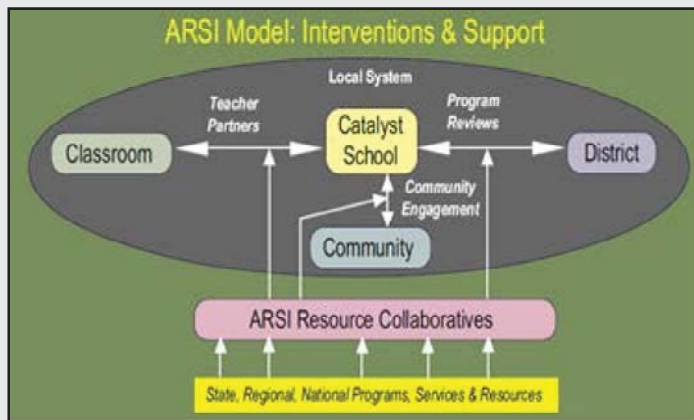 ARSI Model: Interventions & Support
Local System
Teacher
Partners
Program
Reviews
Classroom
Catalyst
School
District
Community
Engagement
Community
ARSI Resource Collaboratives
State, Regional, National Programs, Services & Resources